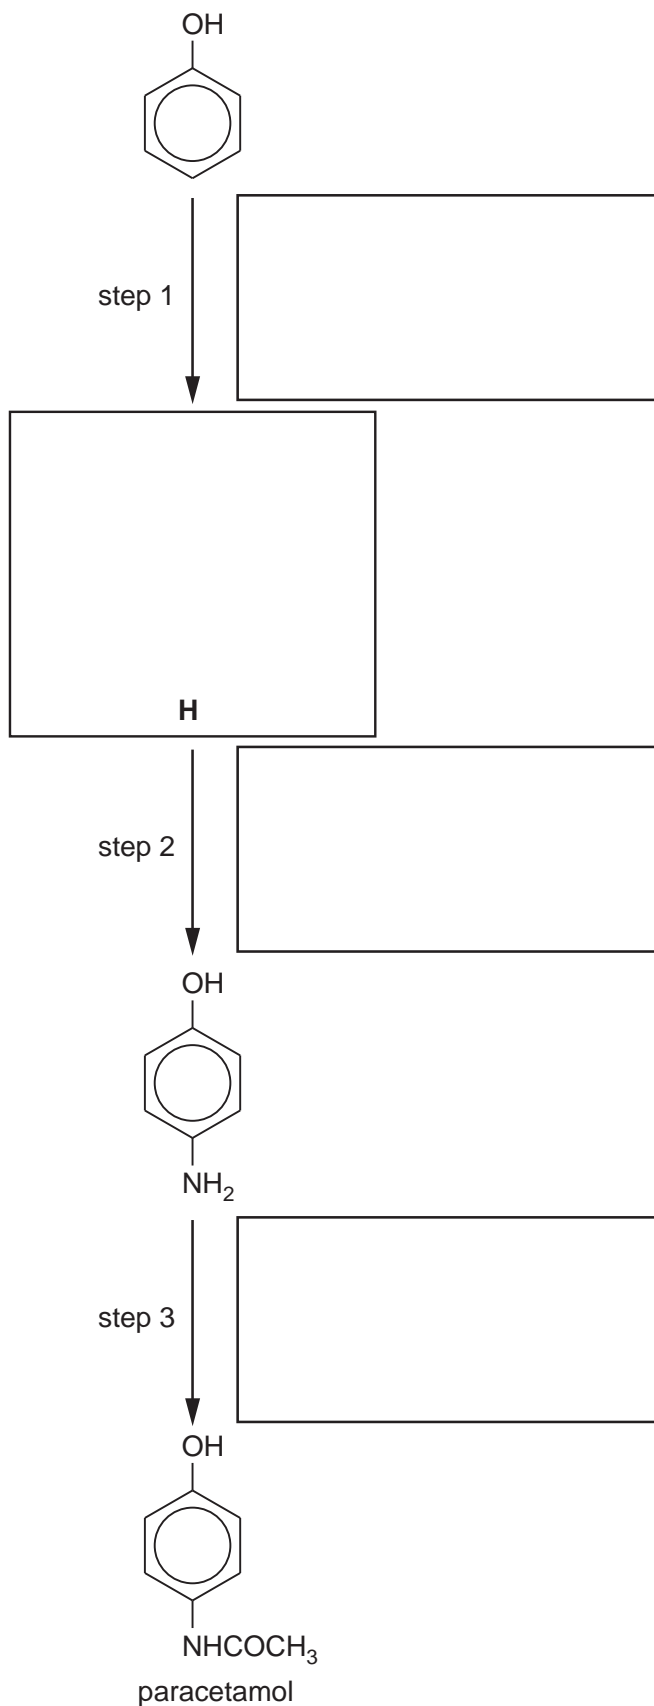 OH
step 1
H
step 2
OH
NH2
step 3
OH
NHCOCH3
paracetamol